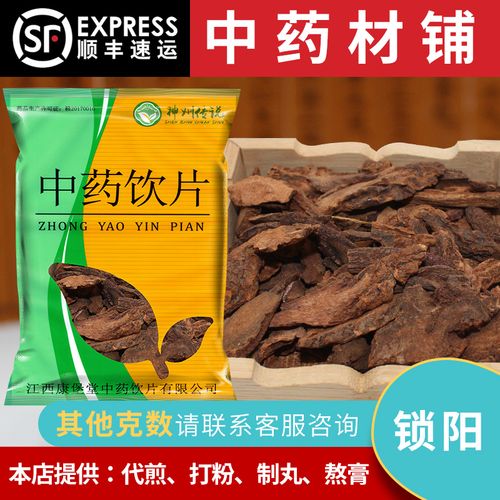 SF EXPRESS
顺丰速运
中药材铺
神州传说
中药饮片
ZHONG YAO YIN PIAN
江西康堡堂中药饮片有限公司
其他克数请联系客服咨询
锁阳
本店提供：代煎、打粉、制丸、熬膏